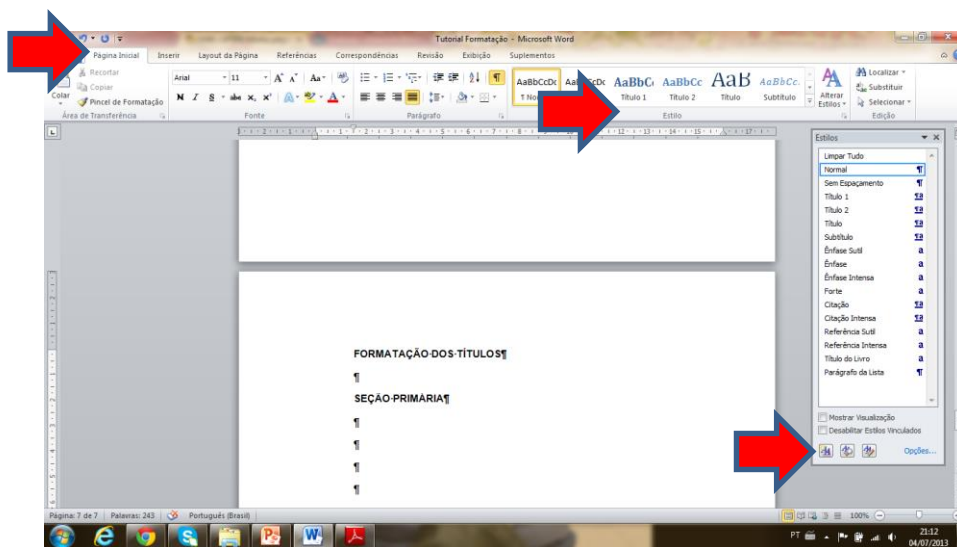 Tutorial Formatação - Microsoft Word
Página Inicial Inserir Layout da Página Referências Correspondências Revisão Exibição Suplementos
Recortar
Copiar
Pincel de Formatação
Colar
Área de Transferência
Arial 11
N I S abc x, x²
Fonte
Parágrafo
AaBbCcDc
AaBbC
AaBbCc
AaB
AaBbCc.
Título 1
Título 2
Título
Subtítulo
Alterar Estilos
Estilo
Localizar
Substituir
Selecionar
Edição
Estilos
Limpar Tudo
Normal
Sem Espaçamento
Título 1
Título 2
Título
Subtítulo
Ênfase Sutil
Ênfase
Ênfase Intensa
Forte
Citação
Citação Intensa
Referência Sutil
Referência Intensa
Título do Livro
Parágrafo da Lista
Mostrar Visualização
Desabilitar Estilos Vinculados
Opções...
FORMATAÇÃO·DOS·TÍTULOS¶
¶
SEÇÃO·PRIMÁRIA¶
¶
¶
¶
¶
Página: 7 de 7 Palavras: 243 Português (Brasil) 100%
PT 21:12
04/07/2013